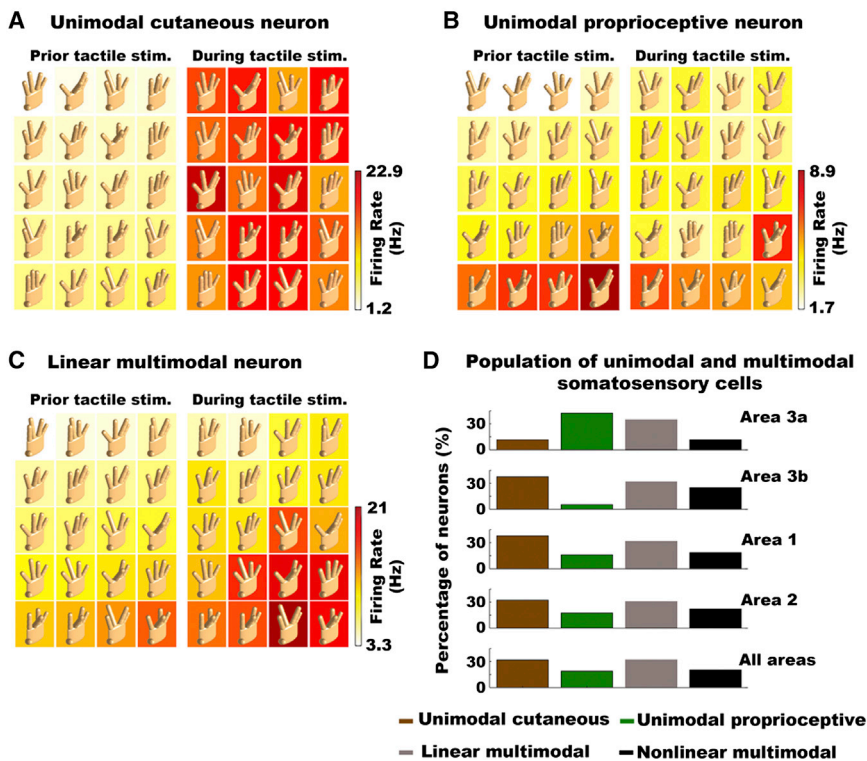 A Unimodal cutaneous neuron
Prior tactile stim. During tactile stim.
22.9
Firing Rate
(Hz)
1.2
B Unimodal proprioceptive neuron
Prior tactile stim. During tactile stim.
8.9
Firing Rate
(Hz)
1.7
C Linear multimodal neuron
Prior tactile stim. During tactile stim.
21
Firing Rate
(Hz)
3.3
D Population of unimodal and multimodal
somatosensory cells
Percentage of neurons (%)
30
0
Area 3a
30
0
Area 3b
30
0
Area 1
30
0
Area 2
30
0
All areas
Unimodal cutaneous
Unimodal proprioceptive
Linear multimodal
Nonlinear multimodal